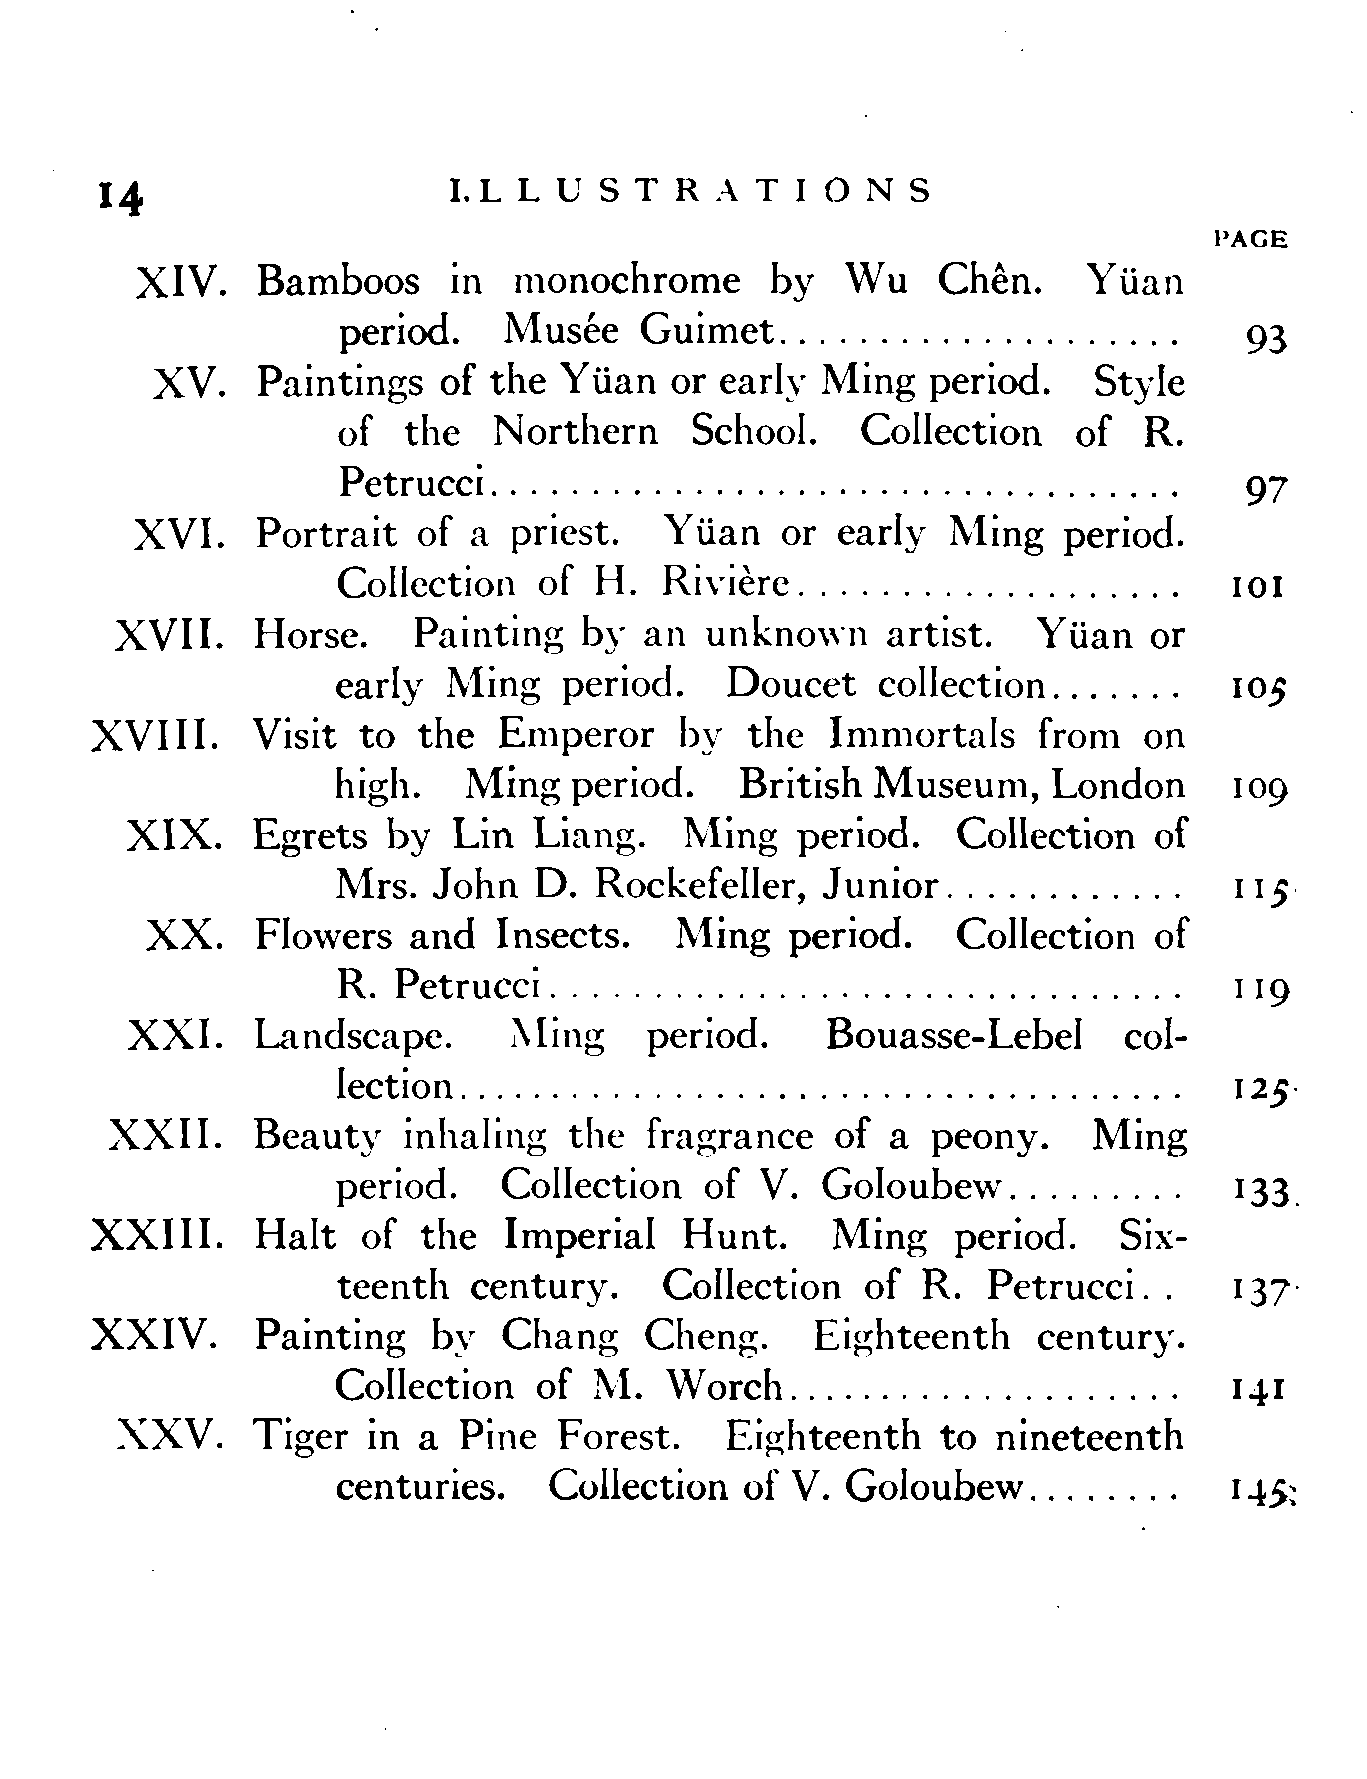 14 ILLUSTRATIONS
PAGE
XIV. Bamboos in monochrome by Wu Chên. Yüan
period. Musée Guimet.................... 93
XV. Paintings of the Yüan or early Ming period. Style
of the Northern School. Collection of R.
Petrucci.................................. 97
XVI. Portrait of a priest. Yüan or early Ming period.
Collection of H. Rivière................... 101
XVII. Horse. Painting by an unknown artist. Yüan or
early Ming period. Doucet collection....... 105
XVIII. Visit to the Emperor by the Immortals from on
high. Ming period. British Museum, London 109
XIX. Egrets by Lin Liang. Ming period. Collection of
Mrs. John D. Rockefeller, Junior............ 115
XX. Flowers and Insects. Ming period. Collection of
R. Petrucci............................... 119
XXI. Landscape. Ming period. Bouasse-Lebel col-
lection.................................... 125
XXII. Beauty inhaling the fragrance of a peony. Ming
period. Collection of V. Goloubew......... 133
XXIII. Halt of the Imperial Hunt. Ming period. Six-
teenth century. Collection of R. Petrucci.. 137
XXIV. Painting by Chang Cheng. Eighteenth century.
Collection of M. Worch.................... 141
XXV. Tiger in a Pine Forest. Eighteenth to nineteenth
centuries. Collection of V. Goloubew........ 145